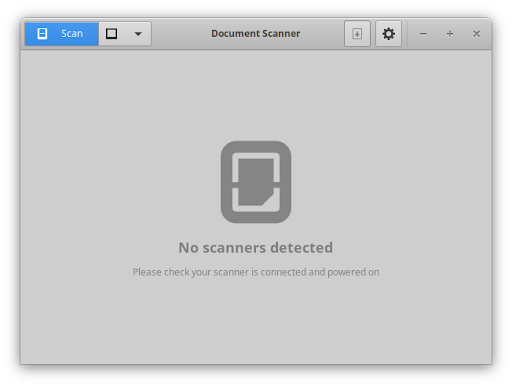 Scan
Document Scanner
No scanners detected
Please check your scanner is connected and powered on